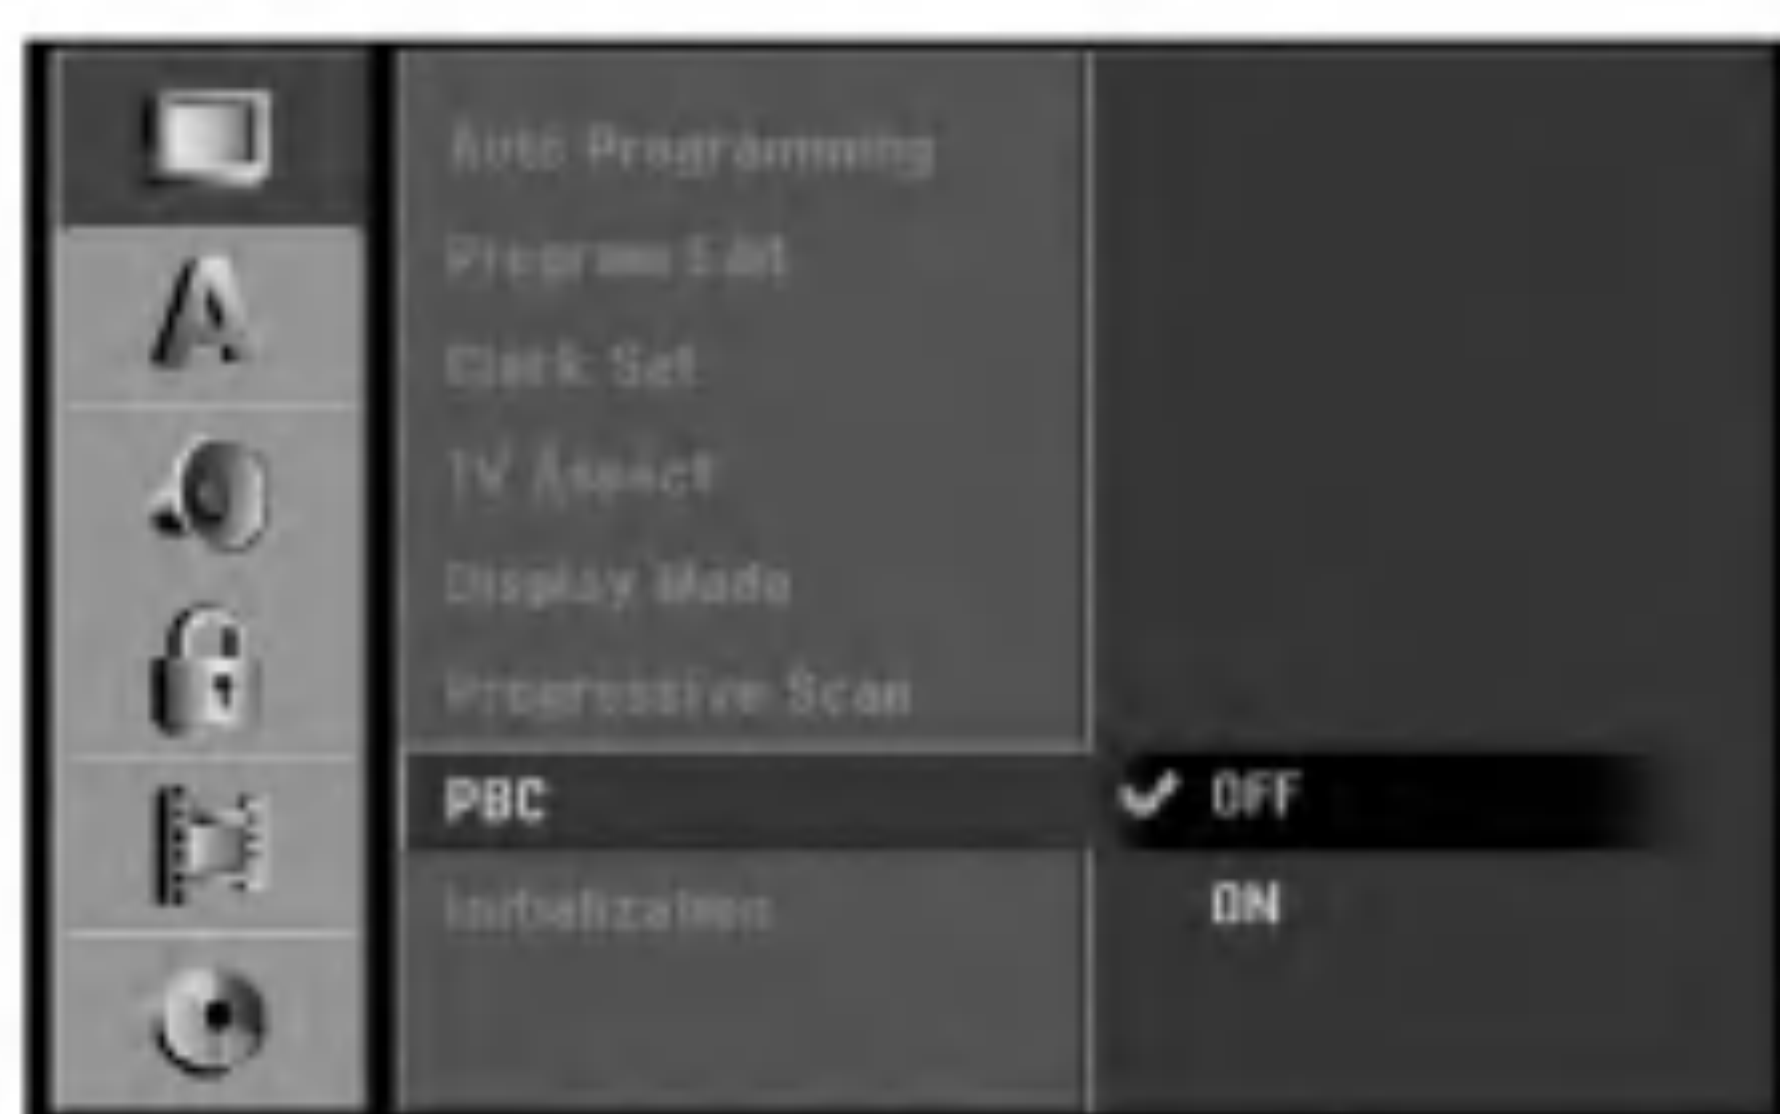 Auto Programming
Program Edit
Clock Set
TV Aspect
Display Mode
Progressive Scan
PBC
✔ OFF
Initialization
ON